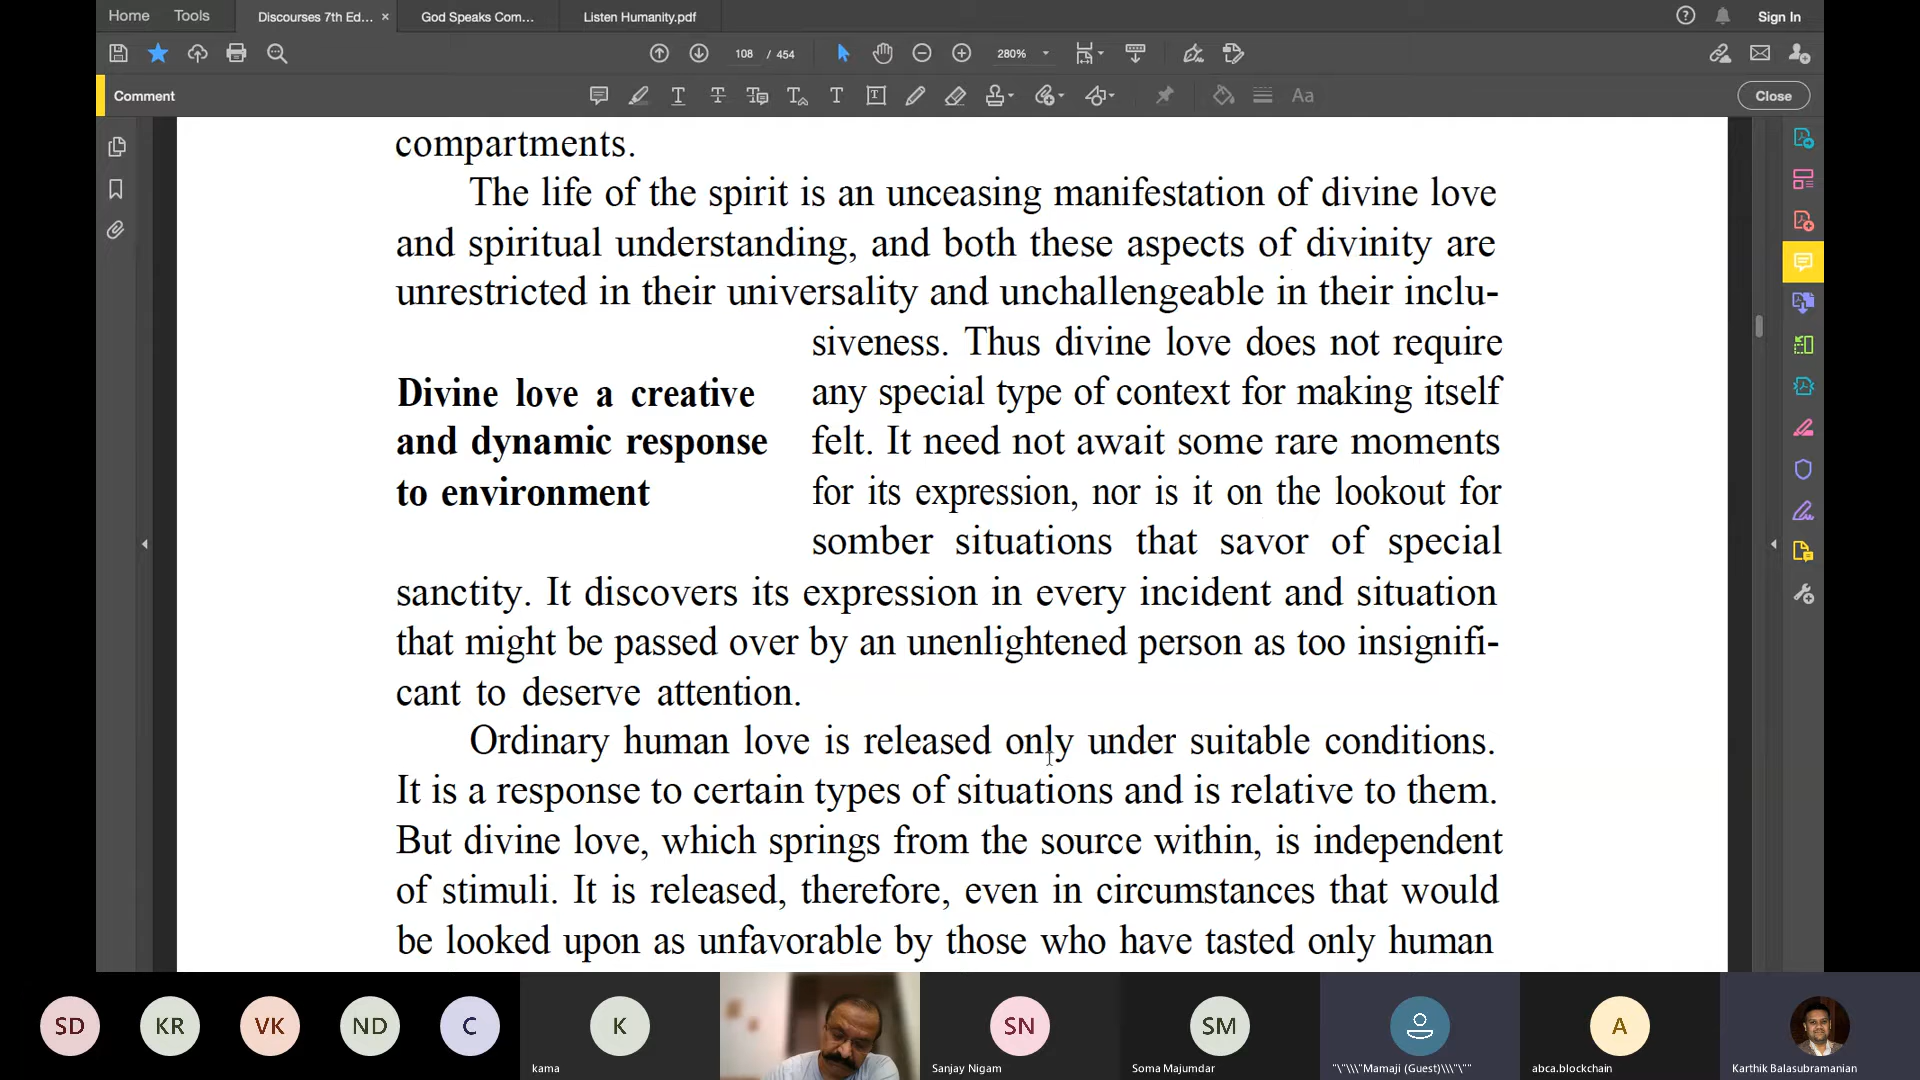 Home Tools Discourses 7th Ed... × God Speaks Com... Listen Humanity.pdf Sign In
108 / 454 280%
Comment Close
compartments.
The life of the spirit is an unceasing manifestation of divine love
and spiritual understanding, and both these aspects of divinity are
unrestricted in their universality and unchallengeable in their inclu-
siveness. Thus divine love does not require
Divine love a creative any special type of context for making itself
and dynamic response felt. It need not await some rare moments
to environment for its expression, nor is it on the lookout for
somber situations that savor of special
sanctity. It discovers its expression in every incident and situation
that might be passed over by an unenlightened person as too insignifi-
cant to deserve attention.
Ordinary human love is released only under suitable conditions.
It is a response to certain types of situations and is relative to them.
But divine love, which springs from the source within, is independent
of stimuli. It is released, therefore, even in circumstances that would
be looked upon as unfavorable by those who have tasted only human
SD KR VK ND C K SN SM A
kama Sanjay Nigam Soma Majumdar "\"\\\"Mamaji (Guest)\\\"\"" abca.blockchain Karthik Balasubramanian